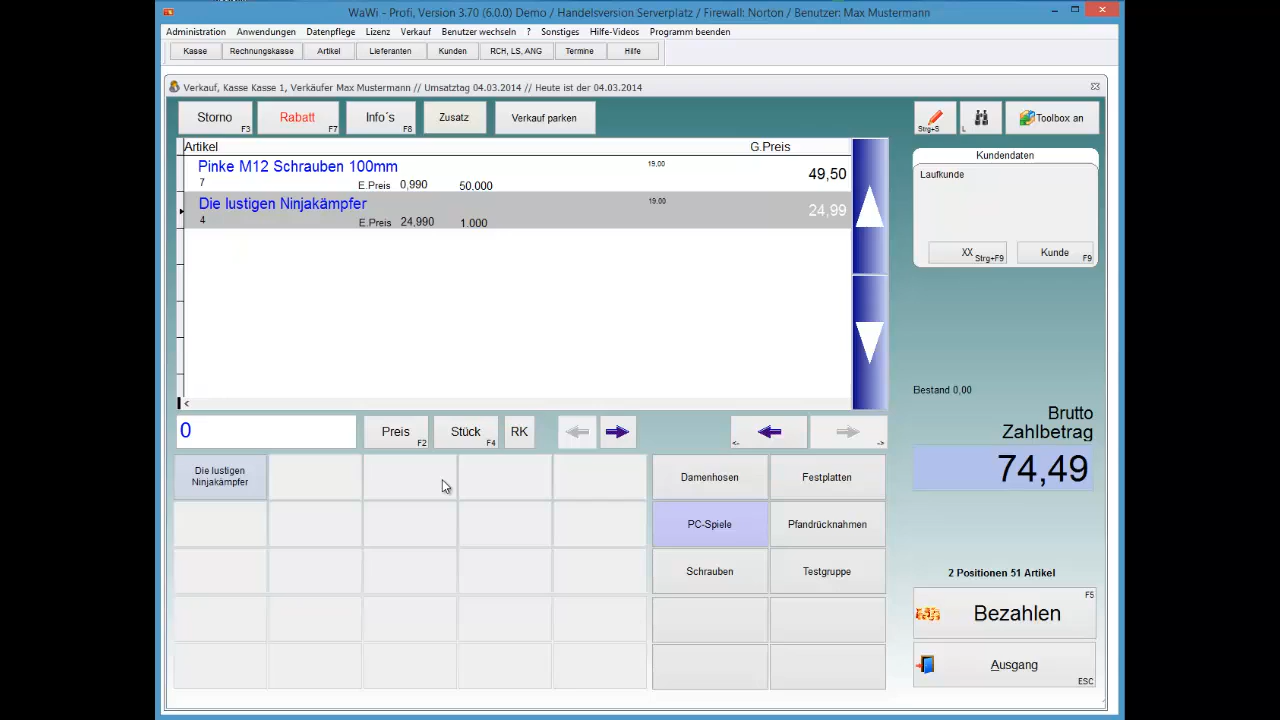 WaWi - Profi, Version 3.70 (6.0.0) Demo / Handelsversion Serverplatz / Firewall: Norton / Benutzer: Max Mustermann
Administration Anwendungen Datenpflege Lizenz Verkauf Benutzer wechseln ? Sonstiges Hilfe-Videos Programm beenden
Kasse Rechnungskasse Artikel Lieferanten Kunden RCH, LS, ANG Termine Hilfe
Verkauf, Kasse Kasse 1, Verkäufer Max Mustermann // Umsatztag 04.03.2014 // Heute ist der 04.03.2014
Storno F3 Rabatt F7 Info´s F8 Zusatz Verkauf parken Strg+S L Toolbox an
Artikel G.Preis
Pinke M12 Schrauben 100mm 19,00 49,50
7 E.Preis 0,990 50.000
Die lustigen Ninjakämpfer 19.00 24,99
4 E.Preis 24,990 1.000
Kundendaten
Laufkunde
XX Strg+F9 Kunde F9
Bestand 0,00
Brutto
Zahlbetrag
74,49
0 Preis F2 Stück F4 RK <- ->
Die lustigen
Ninjakämpfer
Damenhosen Festplatten
PC-Spiele Pfandrücknahmen
Schrauben Testgruppe
2 Positionen 51 Artikel
Bezahlen F5
Ausgang ESC